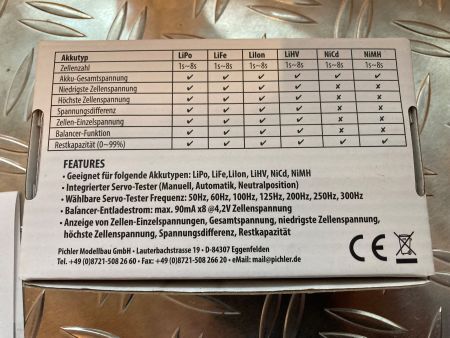 Akkutyp LiPo LiFe LiIon LiHV NiCd NiMH
Zellenzahl 1s~8s 1s~8s 1s~8s 1s~8s 1s~8s 1s~8s
Akku-Gesamtspannung ✔ ✔ ✔ ✔ ✔ ✔
Niedrigste Zellenspannung ✔ ✔ ✔ ✔ ✘ ✘
Höchste Zellenspannung ✔ ✔ ✔ ✔ ✘ ✘
Spannungsdifferenz ✔ ✔ ✔ ✔ ✘ ✘
Zellen-Einzelspannung ✔ ✔ ✔ ✔ ✘ ✘
Balancer-Funktion ✔ ✔ ✔ ✔ ✘ ✘
Restkapazität (0~99%) ✔ ✔ ✔ ✔ ✔ ✔
FEATURES
• Geeignet für folgende Akkutypen: LiPo, LiFe,LiIon, LiHV, NiCd, NiMH
• Integrierter Servo-Tester (Manuell, Automatik, Neutralposition)
• Wählbare Servo-Tester Frequenz: 50Hz, 60Hz, 100Hz, 125Hz, 200Hz, 250Hz, 300Hz
• Balancer-Entladestrom: max. 90mA x8 @4,2V Zellenspannung
• Anzeige von Zellen-Einzelspannungen, Gesamtspannung, niedrigste Zellenspannung,
höchste Zellenspannung, Spannungsdifferenz, Restkapazität
Pichler Modellbau GmbH • Lauterbachstrasse 19 • D-84307 Eggenfelden
Tel. +49 (0)8721-508 26 60 • Fax: +49 (0)8721-508 266 20 • eMail: mail@pichler.de
CE